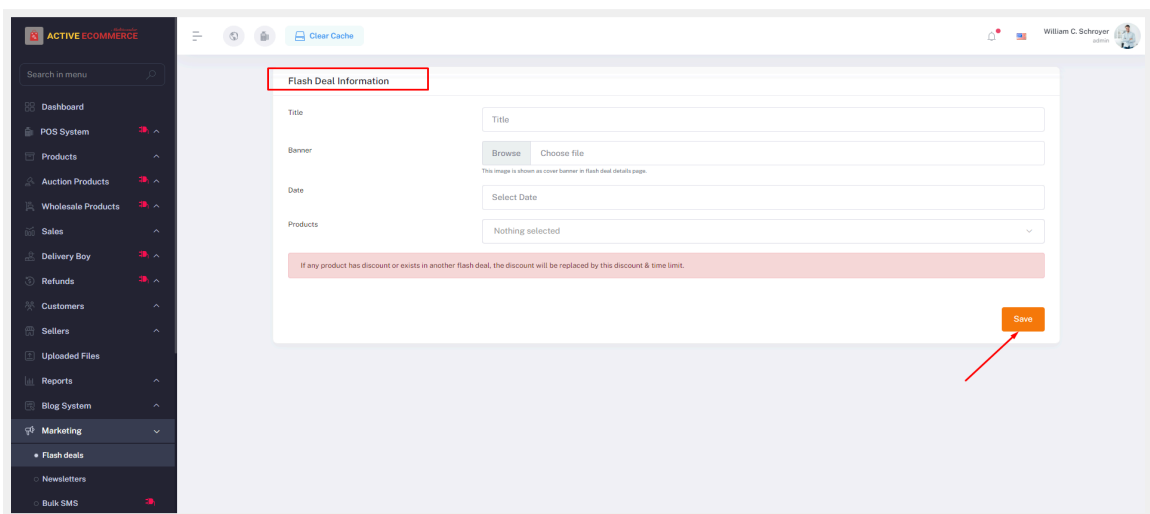 ACTIVE ECOMMERCE
Clear Cache
William C. Schroyer
admin
Search in menu
Dashboard
POS System
Products
Auction Products
Wholesale Products
Sales
Delivery Boy
Refunds
Customers
Sellers
Uploaded Files
Reports
Blog System
Marketing
Flash deals
Newsletters
Bulk SMS
Flash Deal Information
Title
Title
Banner
Browse
Choose file
This image is shown as cover banner in flash deal details page.
Date
Select Date
Products
Nothing selected
If any product has discount or exists in another flash deal, the discount will be replaced by this discount & time limit.
Save